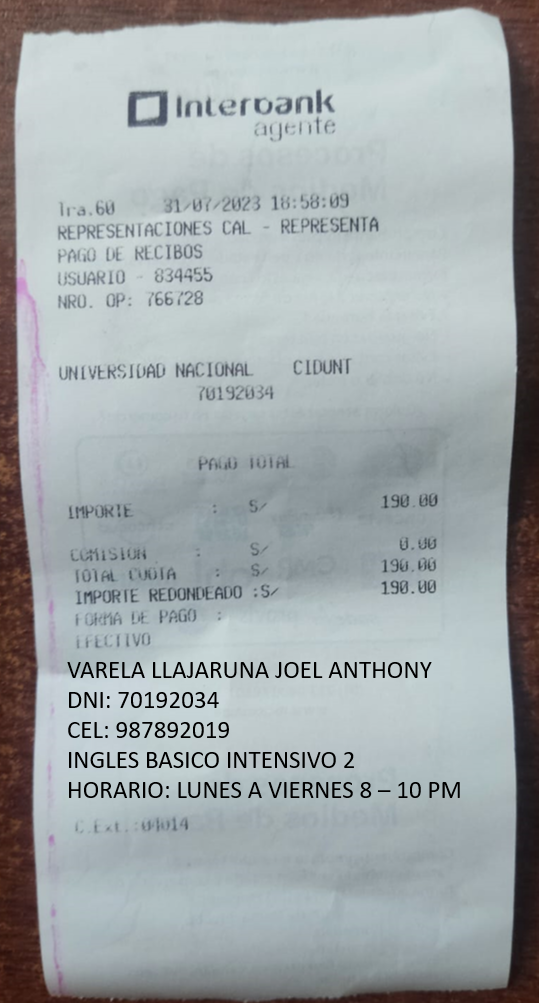 Interbank
agente
Tra.60 31/07/2023 18:58:09
REPRESENTACIONES CAL - REPRESENTA
PAGO DE RECIBOS
USUARIO - 834455
NRO. OP: 766728
UNIVERSIDAD NACIONAL CIDUNT
70192034
PAGO TOTAL
IMPORTE : S/ 190.00
COMISION : S/ 0.00
TOTAL CUOTA : S/ 190.00
IMPORTE REDONDEADO :S/ 190.00
FORMA DE PAGO :
EFECTIVO
VARELA LLAJARUNA JOEL ANTHONY
DNI: 70192034
CEL: 987892019
INGLES BASICO INTENSIVO 2
HORARIO: LUNES A VIERNES 8 – 10 PM
C.Ext.:04014